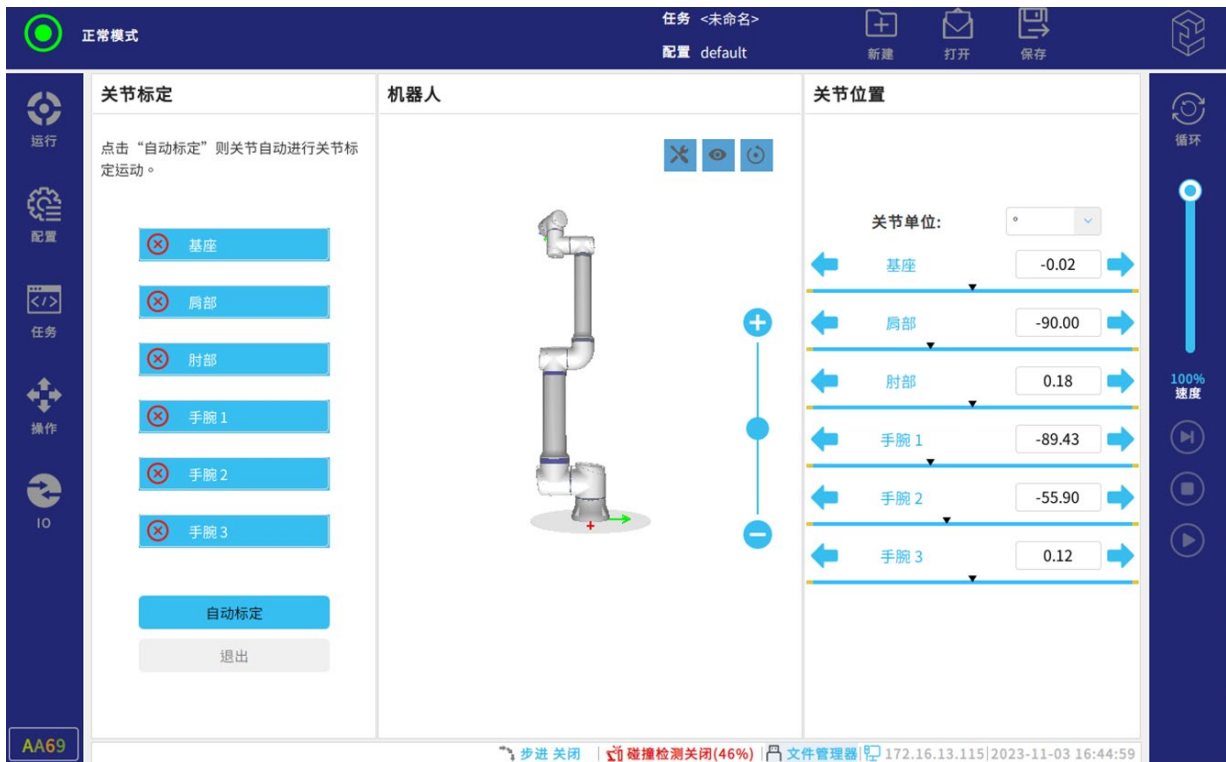 正常模式
任务 <未命名>
配置 default
新建
打开
保存
运行
配置
任务
操作
IO
AA69
关节标定
点击“自动标定”则关节自动进行关节标
定运动。
基座
肩部
肘部
手腕 1
手腕 2
手腕 3
自动标定
退出
机器人
关节位置
关节单位: °
基座 -0.02
肩部 -90.00
肘部 0.18
手腕 1 -89.43
手腕 2 -55.90
手腕 3 0.12
循环
100%
速度
步进 关闭 | 碰撞检测关闭(46%) | 文件管理器 | 172.16.13.115 | 2023-11-03 16:44:59